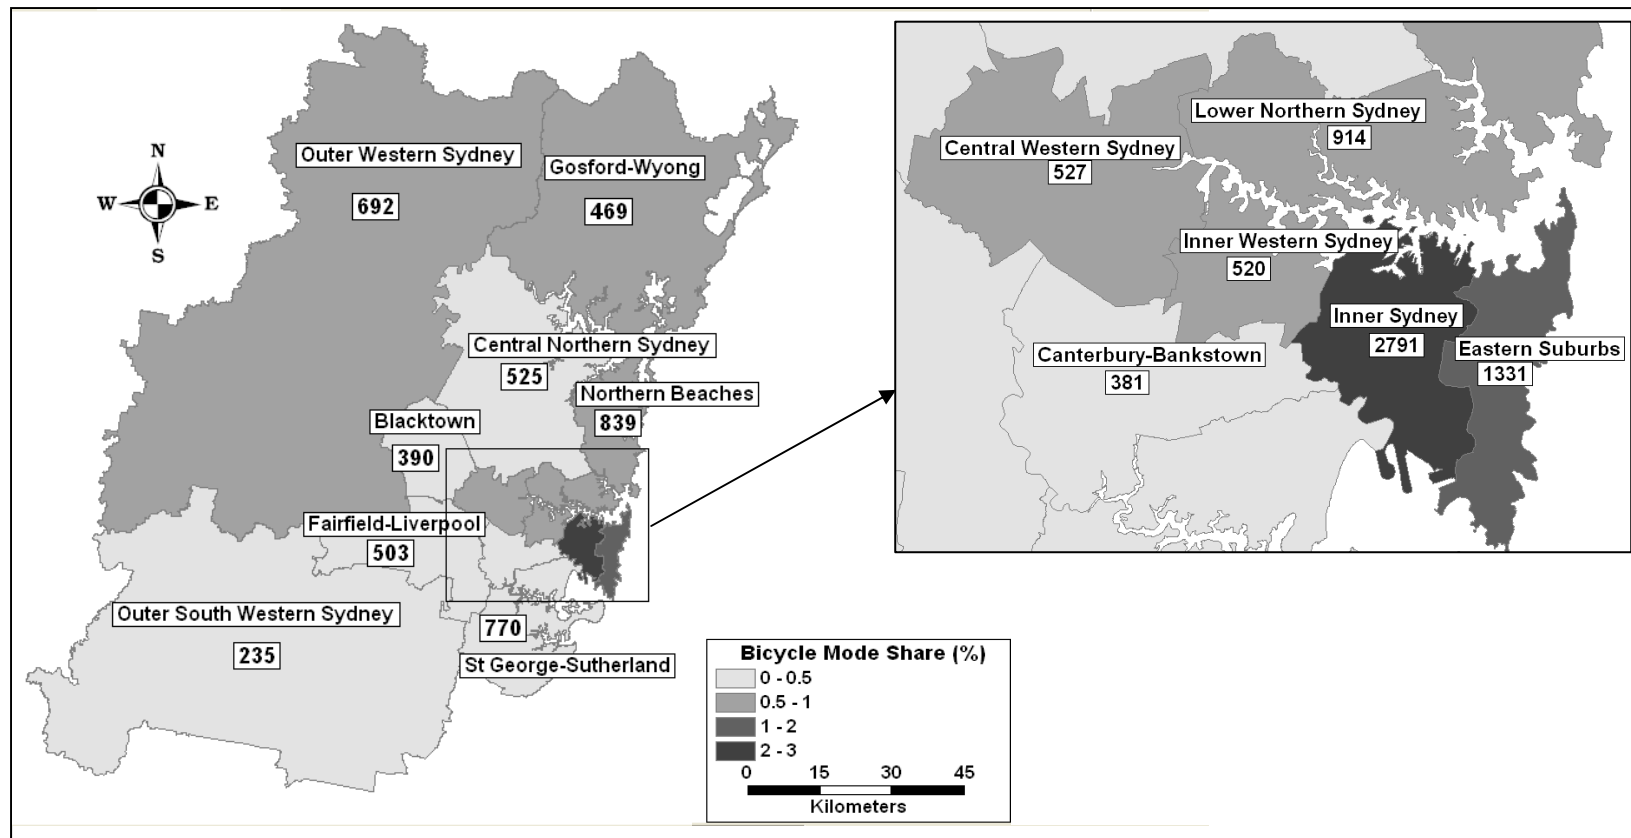 N
W E
S
Outer Western Sydney
692
Gosford-Wyong
469
Central Northern Sydney
525
Northern Beaches
839
Blacktown
390
Fairfield-Liverpool
503
Outer South Western Sydney
235
770
St George-Sutherland
Lower Northern Sydney
914
Central Western Sydney
527
Inner Western Sydney
520
Inner Sydney
2791
Eastern Suburbs
1331
Canterbury-Bankstown
381
Bicycle Mode Share (%)
0 - 0.5
0.5 - 1
1 - 2
2 - 3
0 15 30 45
Kilometers